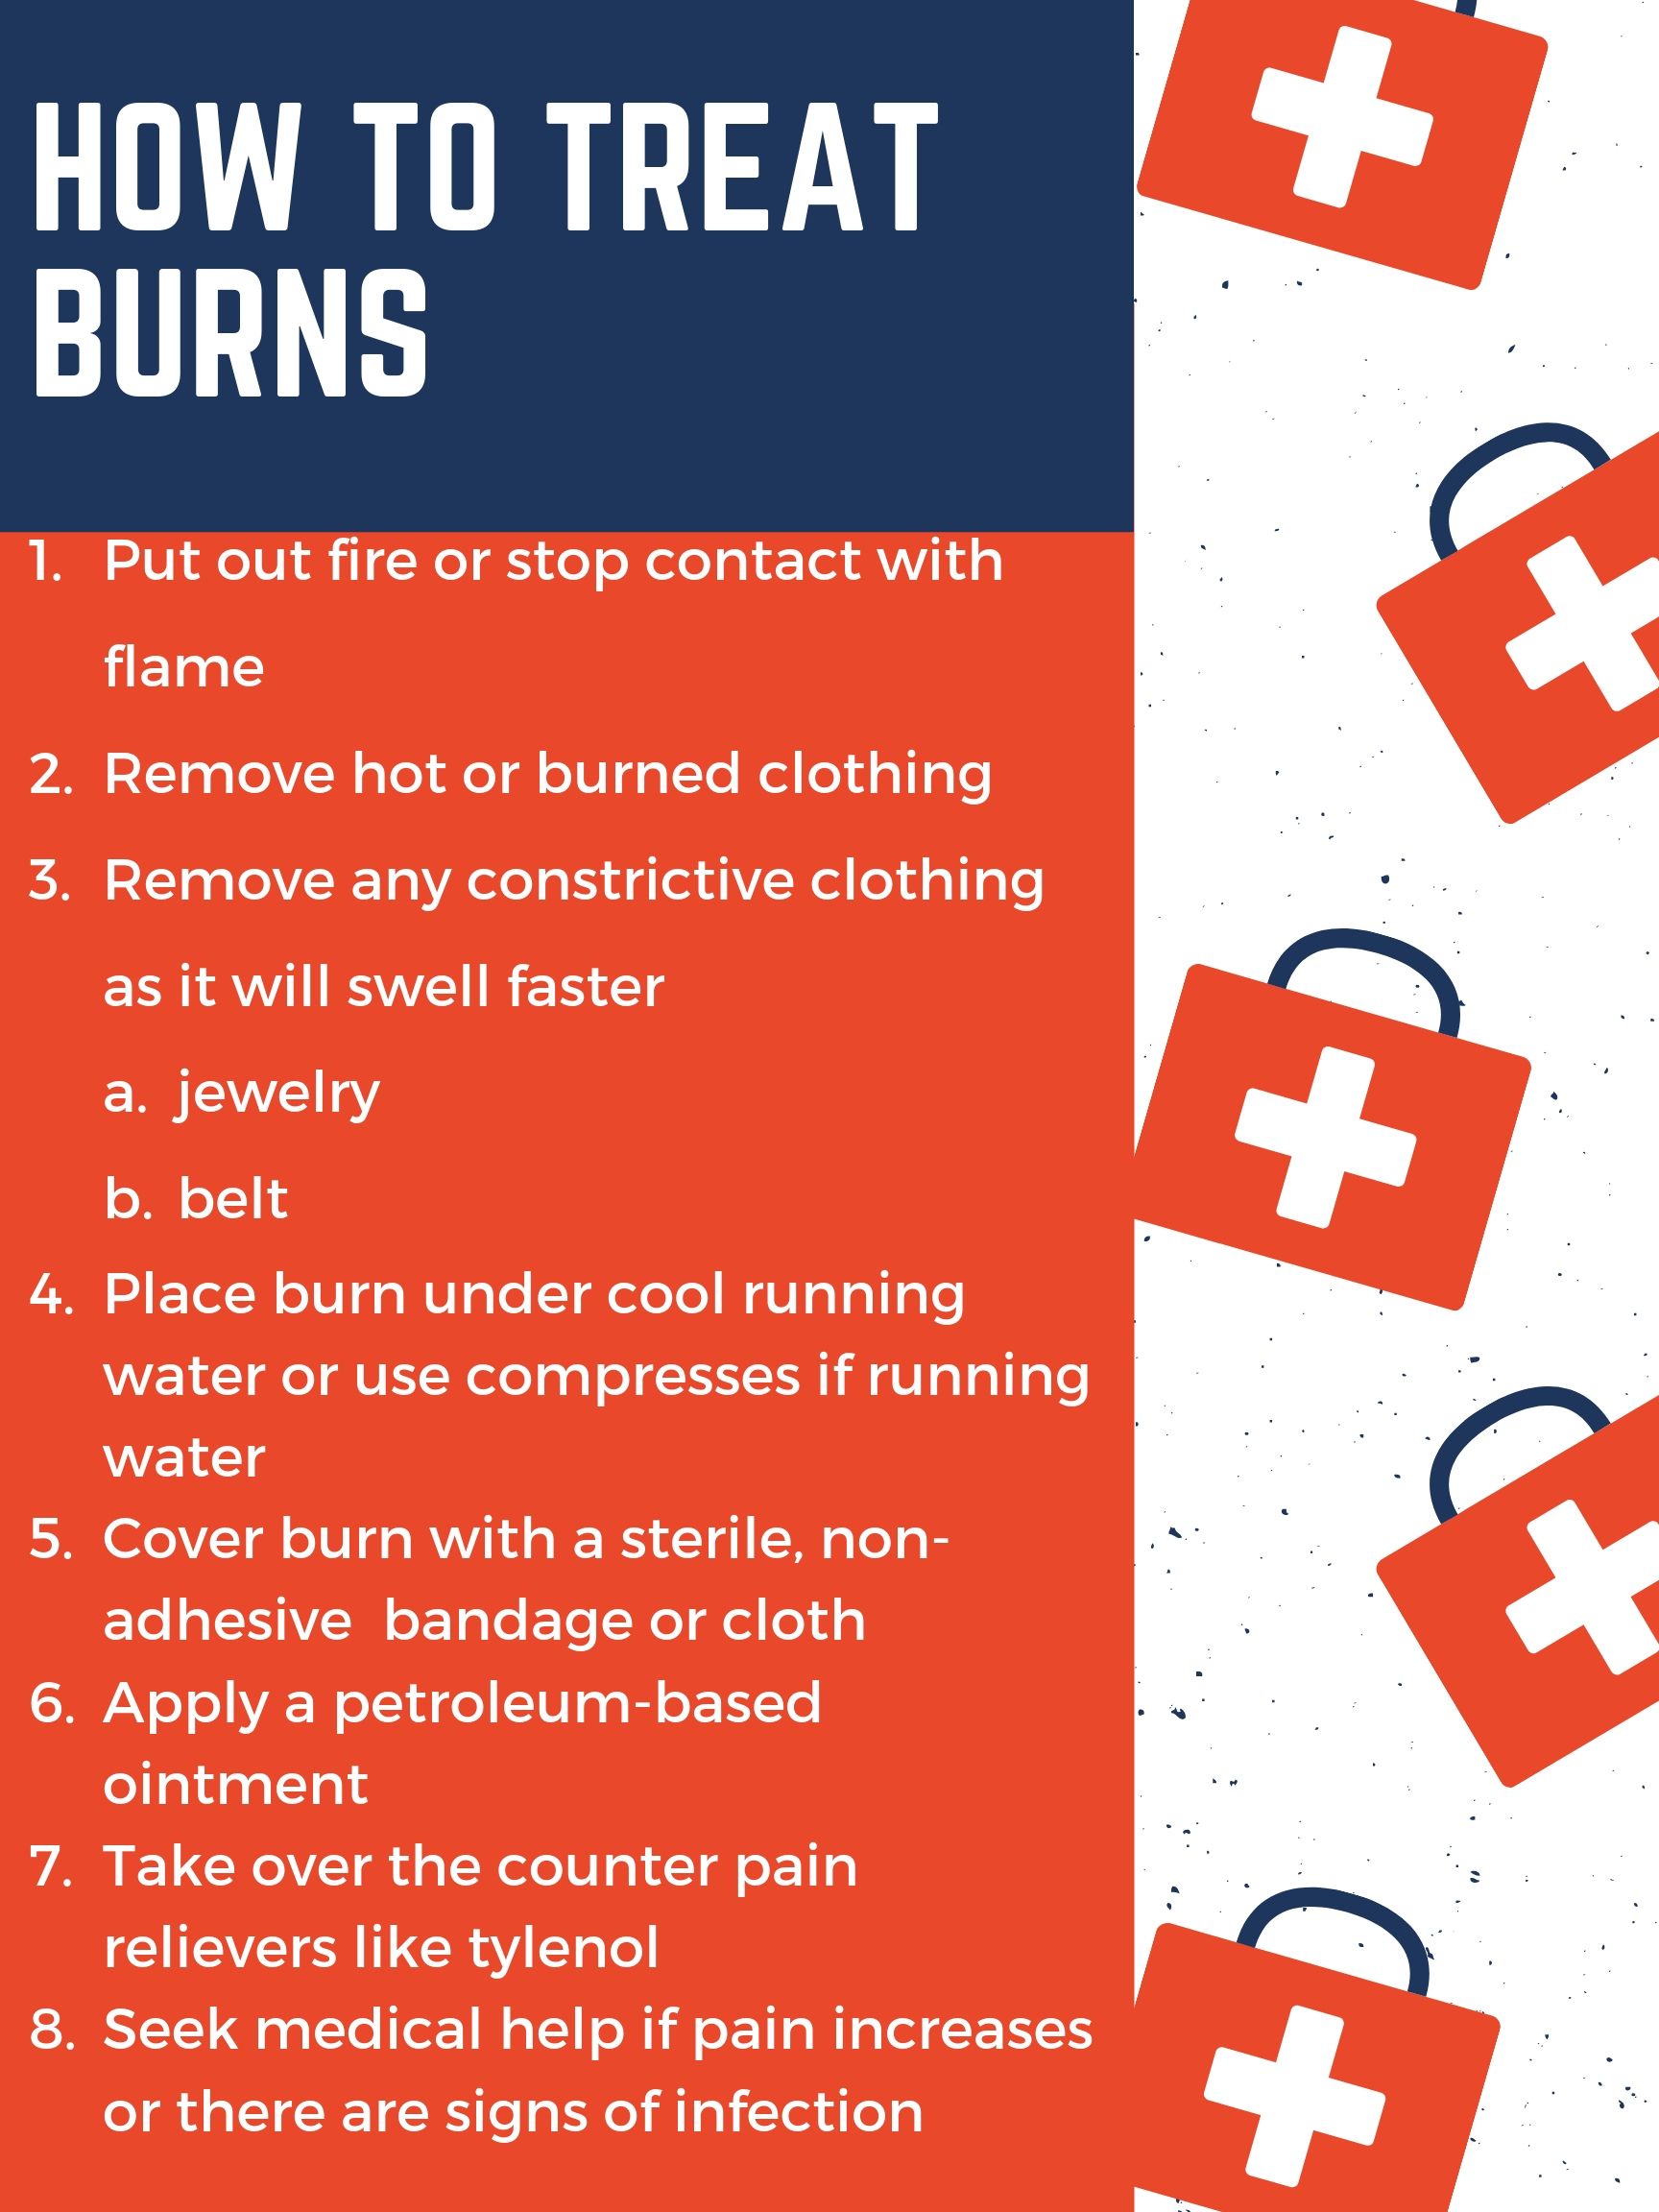 HOW TO TREAT
BURNS
1. Put out fire or stop contact with
flame
2. Remove hot or burned clothing
3. Remove any constrictive clothing
as it will swell faster
a. jewelry
b. belt
4. Place burn under cool running
water or use compresses if running
water
5. Cover burn with a sterile, non-
adhesive  bandage or cloth
6. Apply a petroleum-based
ointment
7. Take over the counter pain
relievers like tylenol
8. Seek medical help if pain increases
or there are signs of infection